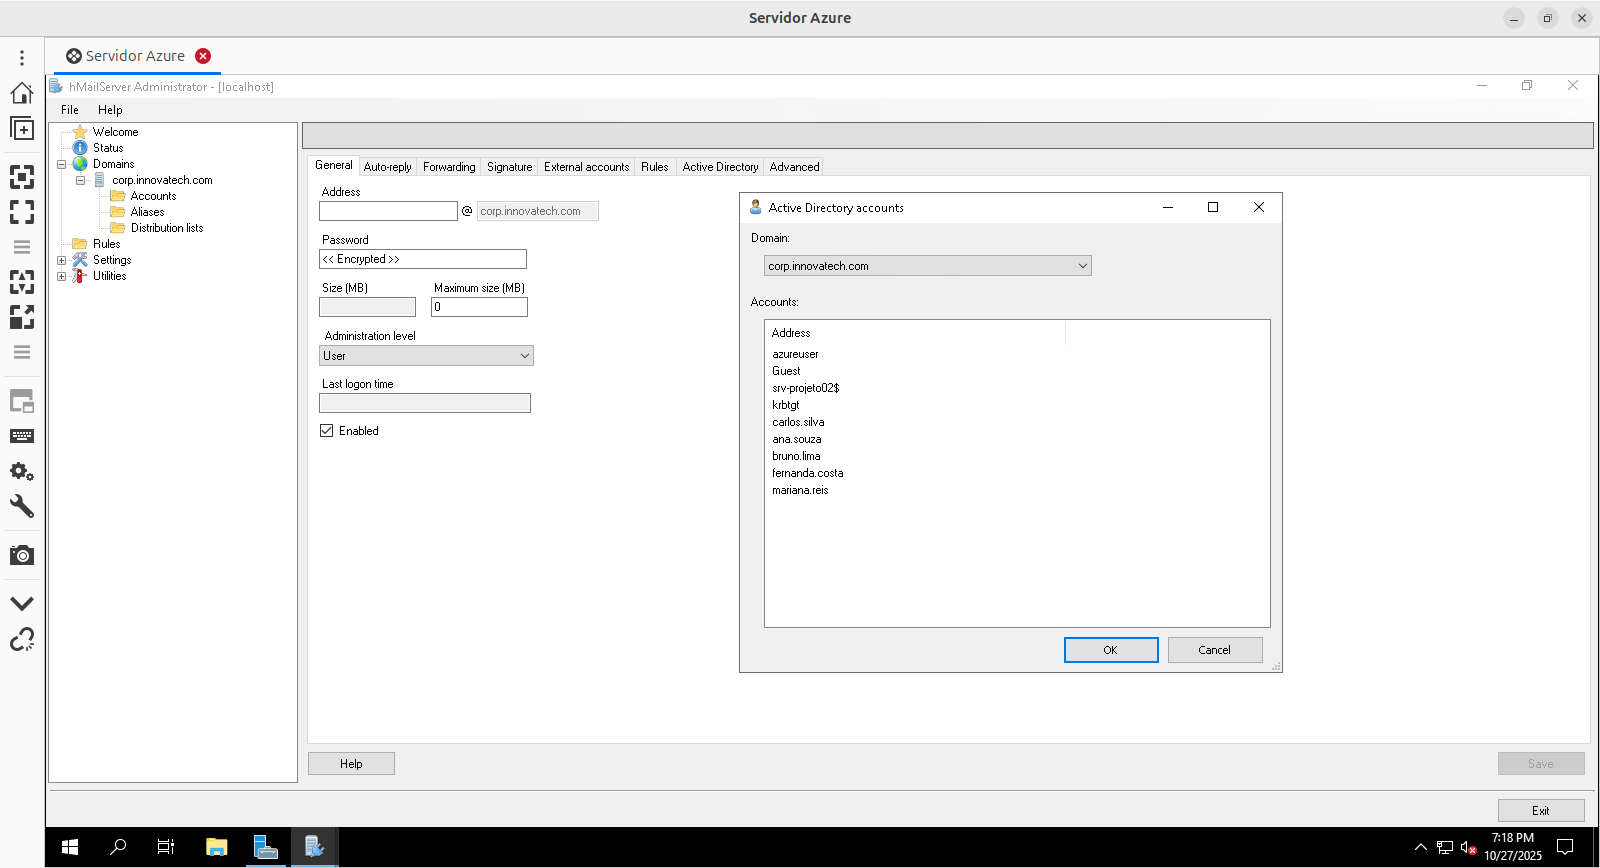 Servidor Azure
Servidor Azure
hMailServer Administrator - [localhost]
File Help
Welcome
Status
Domains
corp.innovatech.com
Accounts
Aliases
Distribution lists
Rules
Settings
Utilities
General Auto-reply Forwarding Signature External accounts Rules Active Directory Advanced
Address
@ corp.innovatech.com
Password
<< Encrypted >>
Size (MB) Maximum size (MB)
0
Administration level
User
Last logon time
Enabled
Active Directory accounts
Domain:
corp.innovatech.com
Accounts:
Address
azureuser
Guest
srv-projeto02$
krbtgt
carlos.silva
ana.souza
bruno.lima
fernanda.costa
mariana.reis
OK Cancel
Help Save
Exit
7:18 PM
10/27/2025